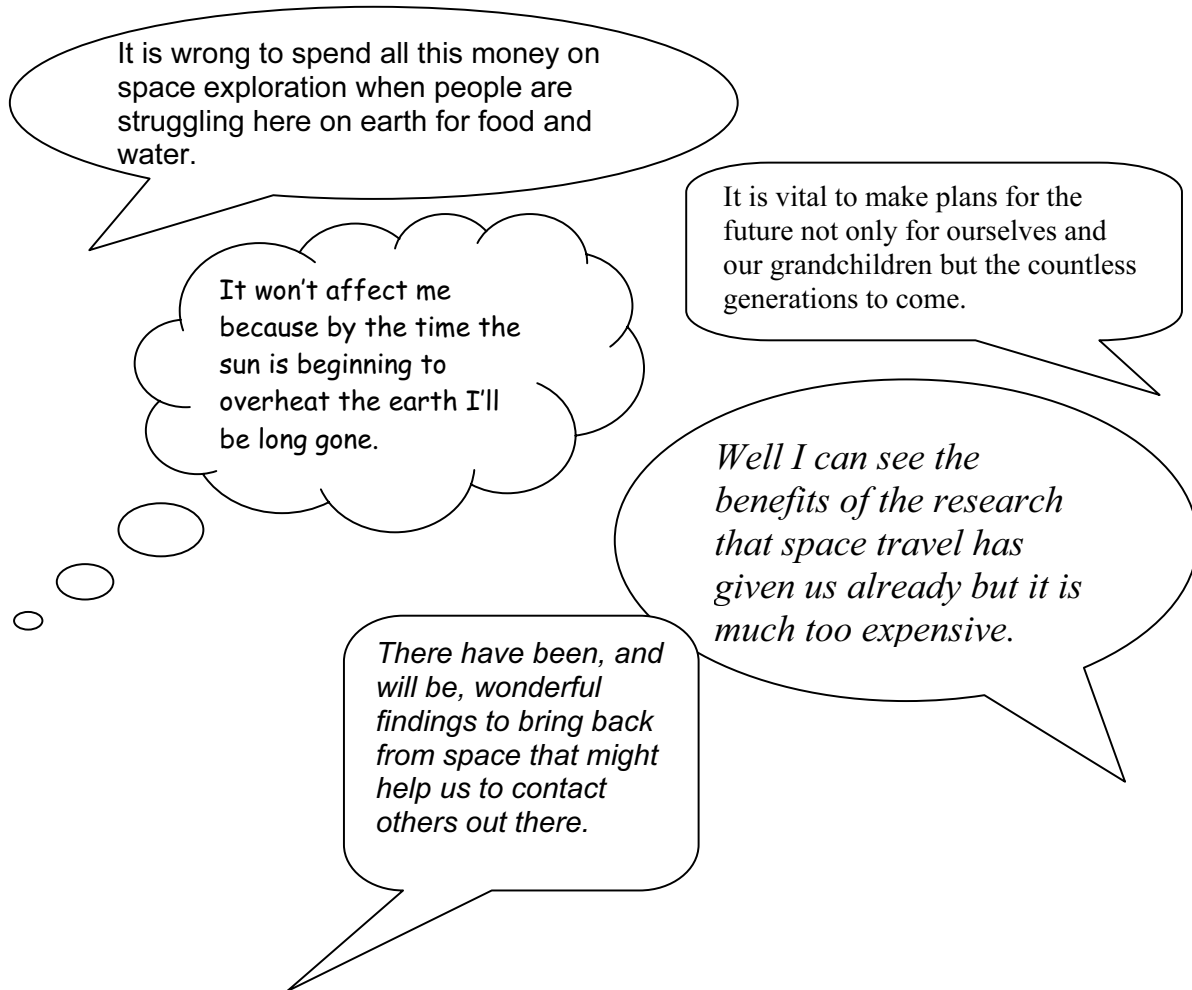 It is wrong to spend all this money on
space exploration when people are
struggling here on earth for food and
water.
It is vital to make plans for the
future not only for ourselves and
our grandchildren but the countless
generations to come.
It won't affect me
because by the time the
sun is beginning to
overheat the earth I'll
be long gone.
Well I can see the
benefits of the research
that space travel has
given us already but it is
much too expensive.
There have been, and
will be, wonderful
findings to bring back
from space that might
help us to contact
others out there.